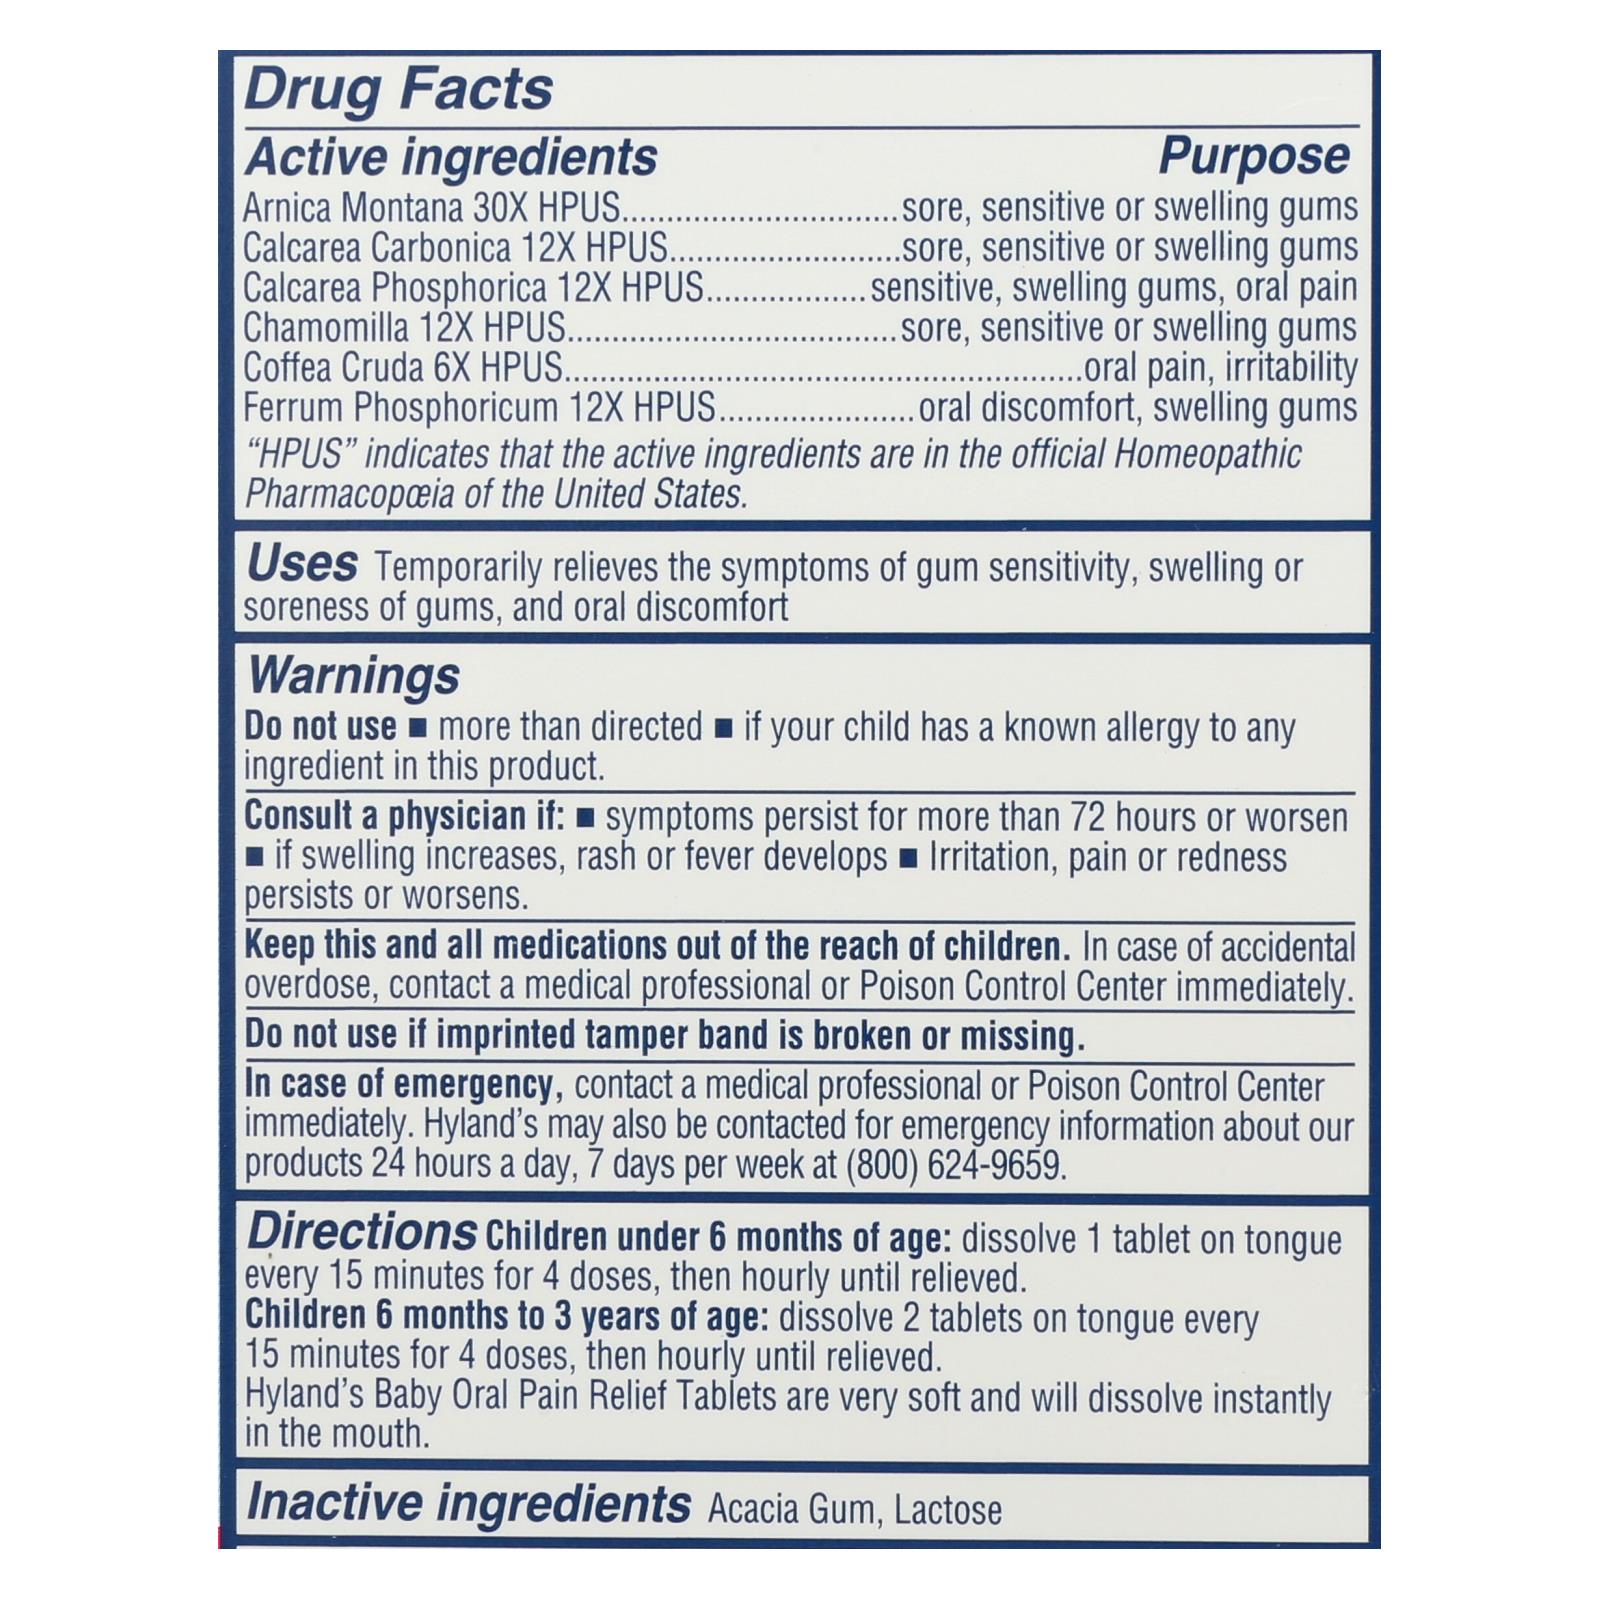 Drug Facts
Active ingredients Purpose
Arnica Montana 30X HPUS..............................sore, sensitive or swelling gums
Calcarea Carbonica 12X HPUS..........................sore, sensitive or swelling gums
Calcarea Phosphorica 12X HPUS..................sensitive, swelling gums, oral pain
Chamomilla 12X HPUS.....................................sore, sensitive or swelling gums
Coffea Cruda 6X HPUS...........................................................oral pain, irritability
Ferrum Phosphoricum 12X HPUS......................oral discomfort, swelling gums
“HPUS” indicates that the active ingredients are in the official Homeopathic
Pharmacopœia of the United States.
Uses Temporarily relieves the symptoms of gum sensitivity, swelling or
soreness of gums, and oral discomfort
Warnings
Do not use ■ more than directed ■ if your child has a known allergy to any
ingredient in this product.
Consult a physician if: ■ symptoms persist for more than 72 hours or worsen
■ if swelling increases, rash or fever develops ■ Irritation, pain or redness
persists or worsens.
Keep this and all medications out of the reach of children. In case of accidental
overdose, contact a medical professional or Poison Control Center immediately.
Do not use if imprinted tamper band is broken or missing.
In case of emergency, contact a medical professional or Poison Control Center
immediately. Hyland’s may also be contacted for emergency information about our
products 24 hours a day, 7 days per week at (800) 624-9659.
Directions Children under 6 months of age: dissolve 1 tablet on tongue
every 15 minutes for 4 doses, then hourly until relieved.
Children 6 months to 3 years of age: dissolve 2 tablets on tongue every
15 minutes for 4 doses, then hourly until relieved.
Hyland’s Baby Oral Pain Relief Tablets are very soft and will dissolve instantly
in the mouth.
Inactive ingredients Acacia Gum, Lactose